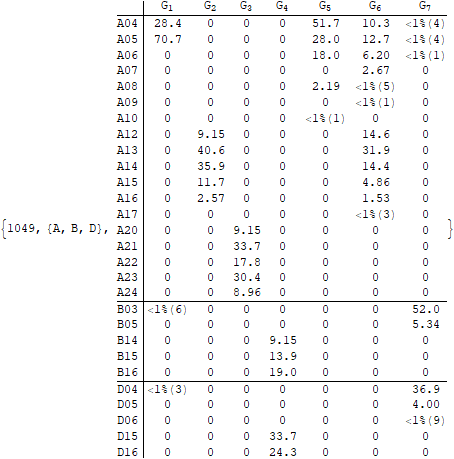 G1 G2 G3 G4 G5 G6 G7
A04 28.4 0 0 0 51.7 10.3 <1%(4)
A05 70.7 0 0 0 28.0 12.7 <1%(4)
A06 0 0 0 0 18.0 6.20 <1%(1)
A07 0 0 0 0 0 2.67 0
A08 0 0 0 0 2.19 <1%(5) 0
A09 0 0 0 0 0 <1%(1) 0
A10 0 0 0 0 <1%(1) 0 0
A12 0 9.15 0 0 0 14.6 0
A13 0 40.6 0 0 0 31.9 0
A14 0 35.9 0 0 0 14.4 0
A15 0 11.7 0 0 0 4.86 0
A16 0 2.57 0 0 0 1.53 0
A17 0 0 0 0 0 <1%(3) 0
{1049, {A, B, D}, A20 0 0 9.15 0 0 0 0 }
A21 0 0 33.7 0 0 0 0
A22 0 0 17.8 0 0 0 0
A23 0 0 30.4 0 0 0 0
A24 0 0 8.96 0 0 0 0
B03 <1%(6) 0 0 0 0 0 52.0
B05 0 0 0 0 0 0 5.34
B14 0 0 0 9.15 0 0 0
B15 0 0 0 13.9 0 0 0
B16 0 0 0 19.0 0 0 0
D04 <1%(3) 0 0 0 0 0 36.9
D05 0 0 0 0 0 0 4.00
D06 0 0 0 0 0 0 <1%(9)
D15 0 0 0 33.7 0 0 0
D16 0 0 0 24.3 0 0 0